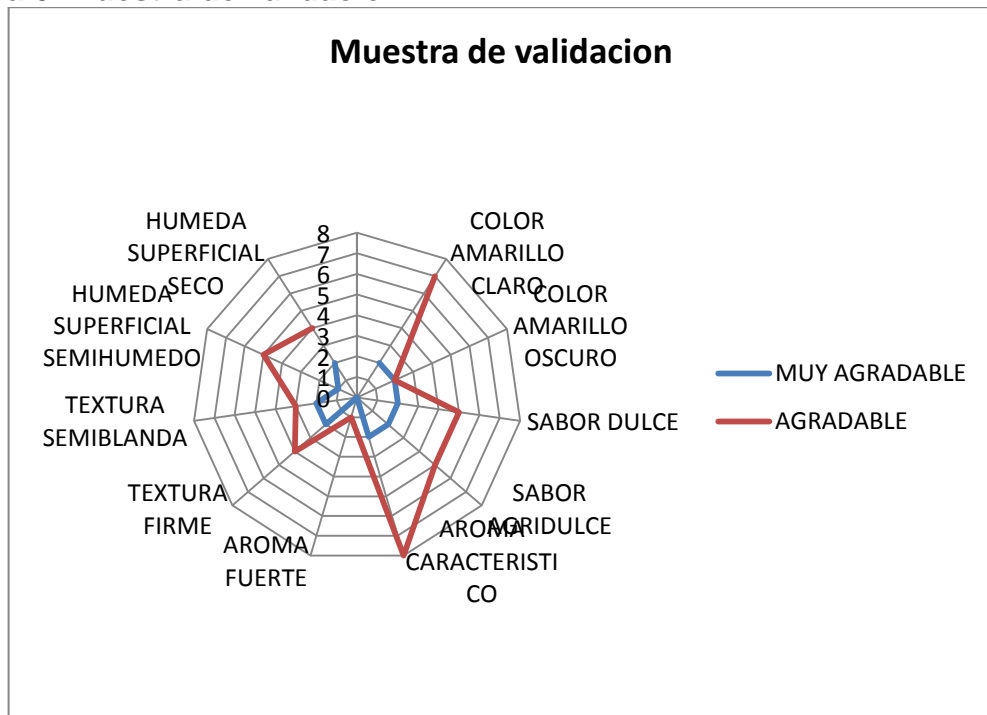 Muestra de validacion
HUMEDA
SUPERFICIAL
SECO
HUMEDA
SUPERFICIAL
SEMIHUMEDO
TEXTURA
SEMIBLANDA
TEXTURA
FIRME
AROMA
FUERTE
8
7
6
5
4
3
2
1
0
COLOR
AMARILLO
CLARO
COLOR
AMARILLO
OSCURO
SABOR DULCE
SABOR
AGRIDULCE
AROMA
CARACTERISTI
CO
MUY AGRADABLE
AGRADABLE